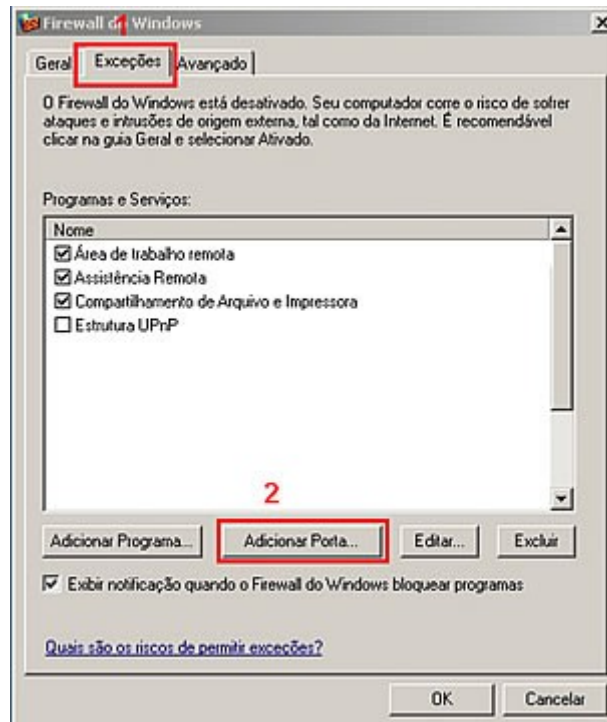 Firewall do Windows
1
Geral Exceções Avançado
O Firewall do Windows está desativado. Seu computador corre o risco de sofrer
ataques e intrusões de origem externa, tal como da Internet. É recomendável
clicar na guia Geral e selecionar Ativado.
Programas e Serviços:
Nome
Área de trabalho remota
Assistência Remota
Compartilhamento de Arquivo e Impressora
Estrutura UPnP
2
Adicionar Programa... Adicionar Porta... Editar... Excluir
Exibir notificação quando o Firewall do Windows bloquear programas
Quais são os riscos de permitir exceções?
OK Cancelar